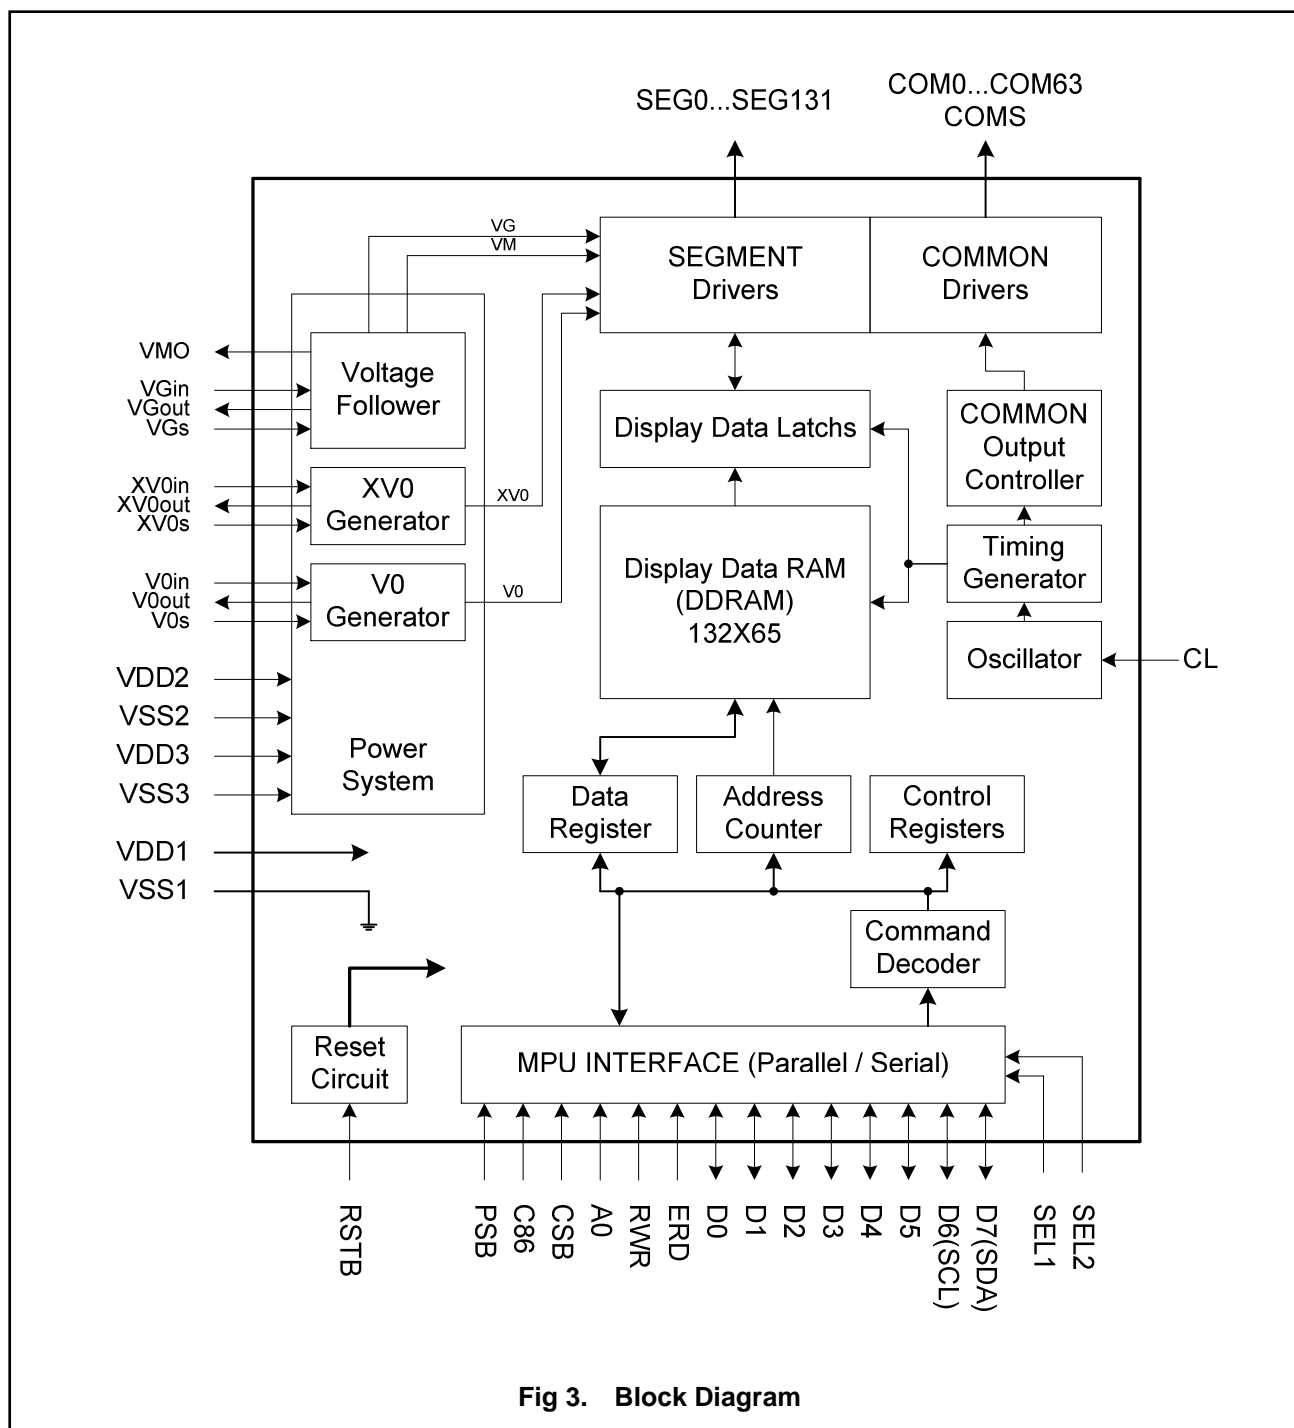 SEG0...SEG131
COM0...COM63
COMS
VG
VM
SEGMENT
Drivers
COMMON
Drivers
VMO
VGin
VGout
VGs
Voltage
Follower
Display Data Latchs
COMMON
Output
Controller
XV0in
XV0out
XV0s
XV0
Generator
XV0
Timing
Generator
Display Data RAM
(DDRAM)
132X65
V0in
V0out
V0s
V0
Generator
V0
Oscillator
CL
VDD2
VSS2
VDD3
VSS3
Power
System
Data
Register
Address
Counter
Control
Registers
VDD1
VSS1
Command
Decoder
Reset
Circuit
MPU INTERFACE (Parallel / Serial)
RSTB
PSB
C86
CSB
A0
RWR
ERD
D0
D1
D2
D3
D4
D5
D6(SCL)
D7(SDA)
SEL1
SEL2
Fig 3. Block Diagram